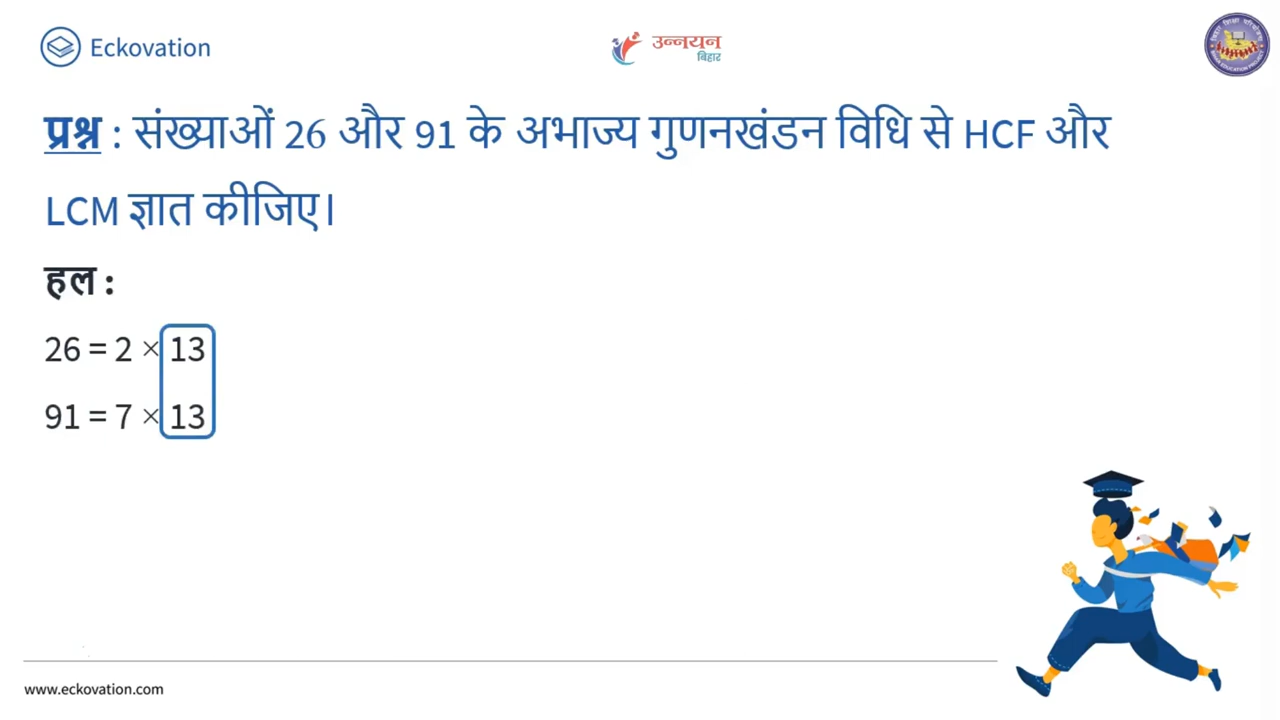 Eckovation
उन्नयन
बिहार
प्रश्न : संख्याओं 26 और 91 के अभाज्य गुणनखंडन विधि से HCF और
LCM ज्ञात कीजिए।
हल :
26 = 2 × 13
91 = 7 × 13
www.eckovation.com